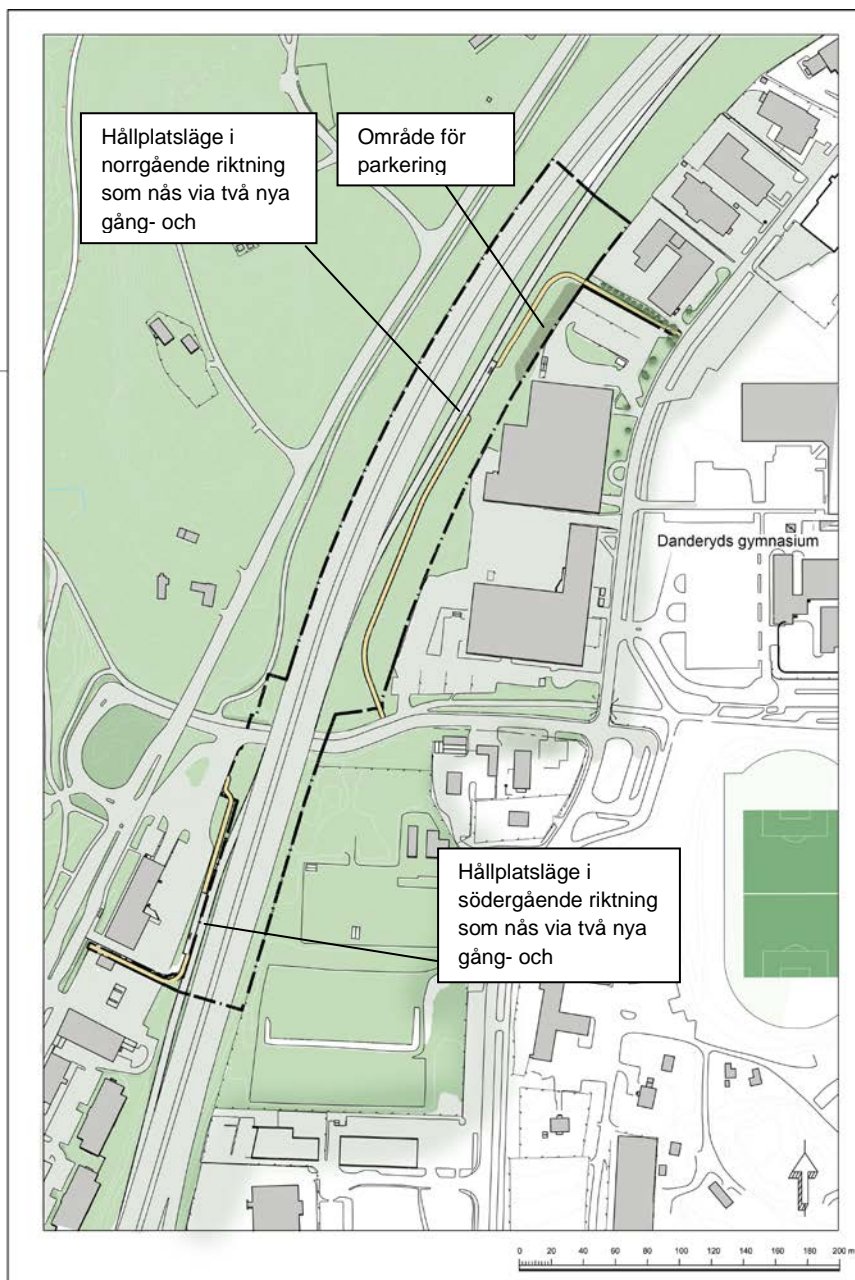 Hållplatsläge i
norrgående riktning
som nås via två nya
gång- och
Område för
parkering
Danderyds gymnasium
Hållplatsläge i
södergående riktning
som nås via två nya
gång- och
0 20 40 60 80 100 120 140 160 180 200 m